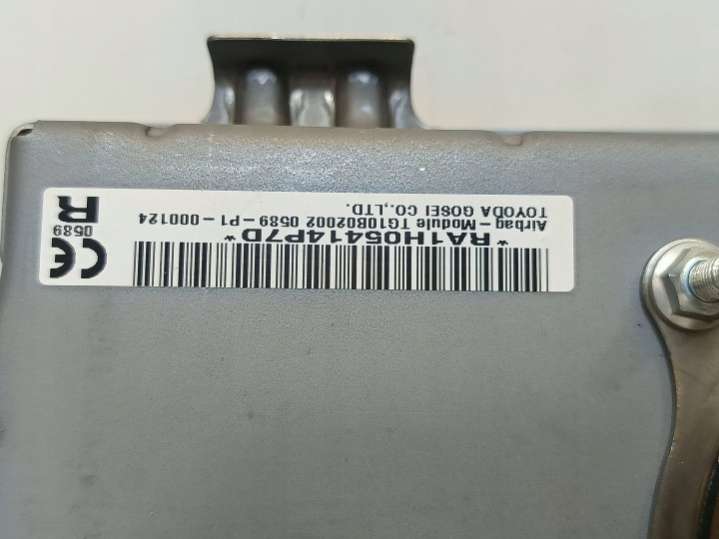 *RA1H05414P7D*
Airbag-Module TG10B02002 0589-P1-000124
TOYODA GOSEI CO.,LTD.
CE
0589
R